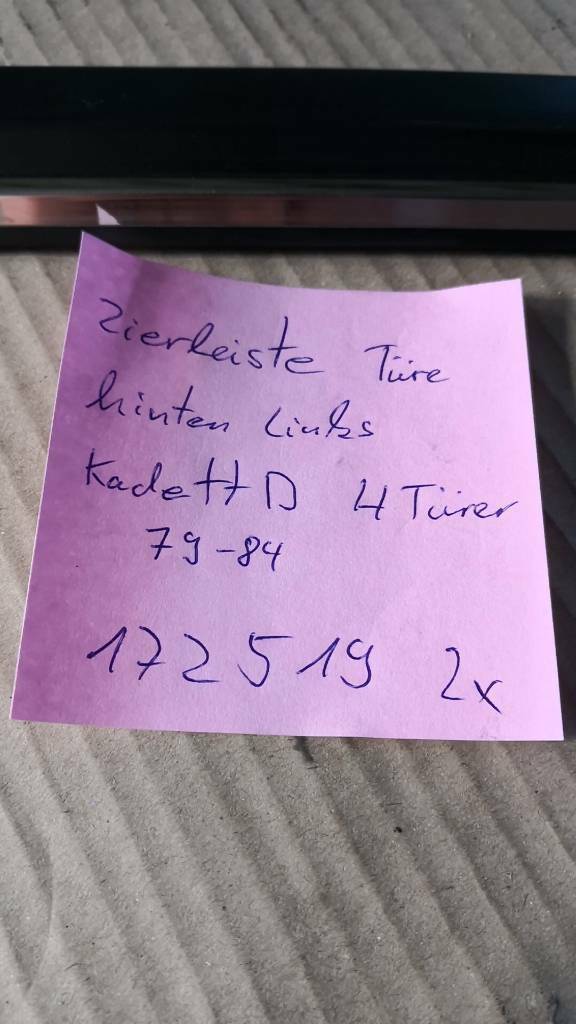 Zierleiste Türe
hinten Links
Kadett D 4 Türer
79-84
172519 2x